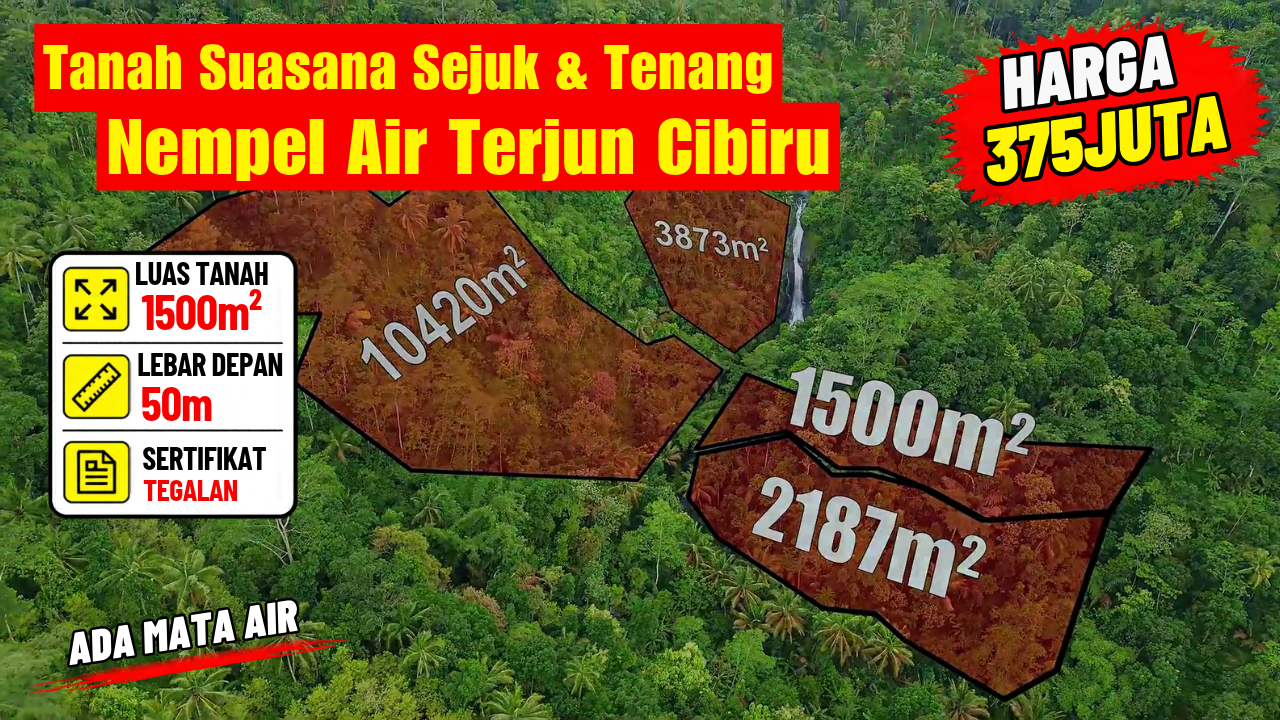 Tanah Suasana Sejuk & Tenang
Nempel Air Terjun Cibiru
HARGA
375JUTA
3873m²
10420m²
LUAS TANAH
1500m²
LEBAR DEPAN
50m
SERTIFIKAT
TEGALAN
1500m²
2187m²
ADA MATA AIR